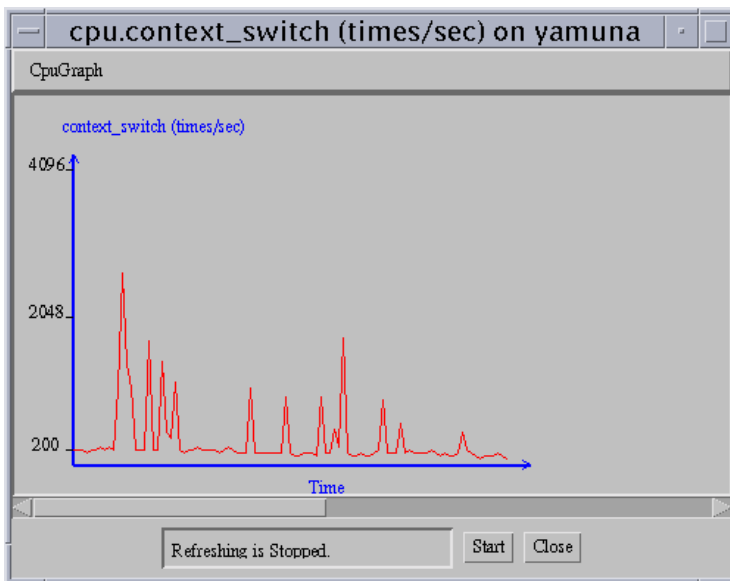 cpu.context_switch (times/sec) on yamuna
CpuGraph
context_switch (times/sec)
4096
2048
200
Time
Refreshing is Stopped.
Start
Close